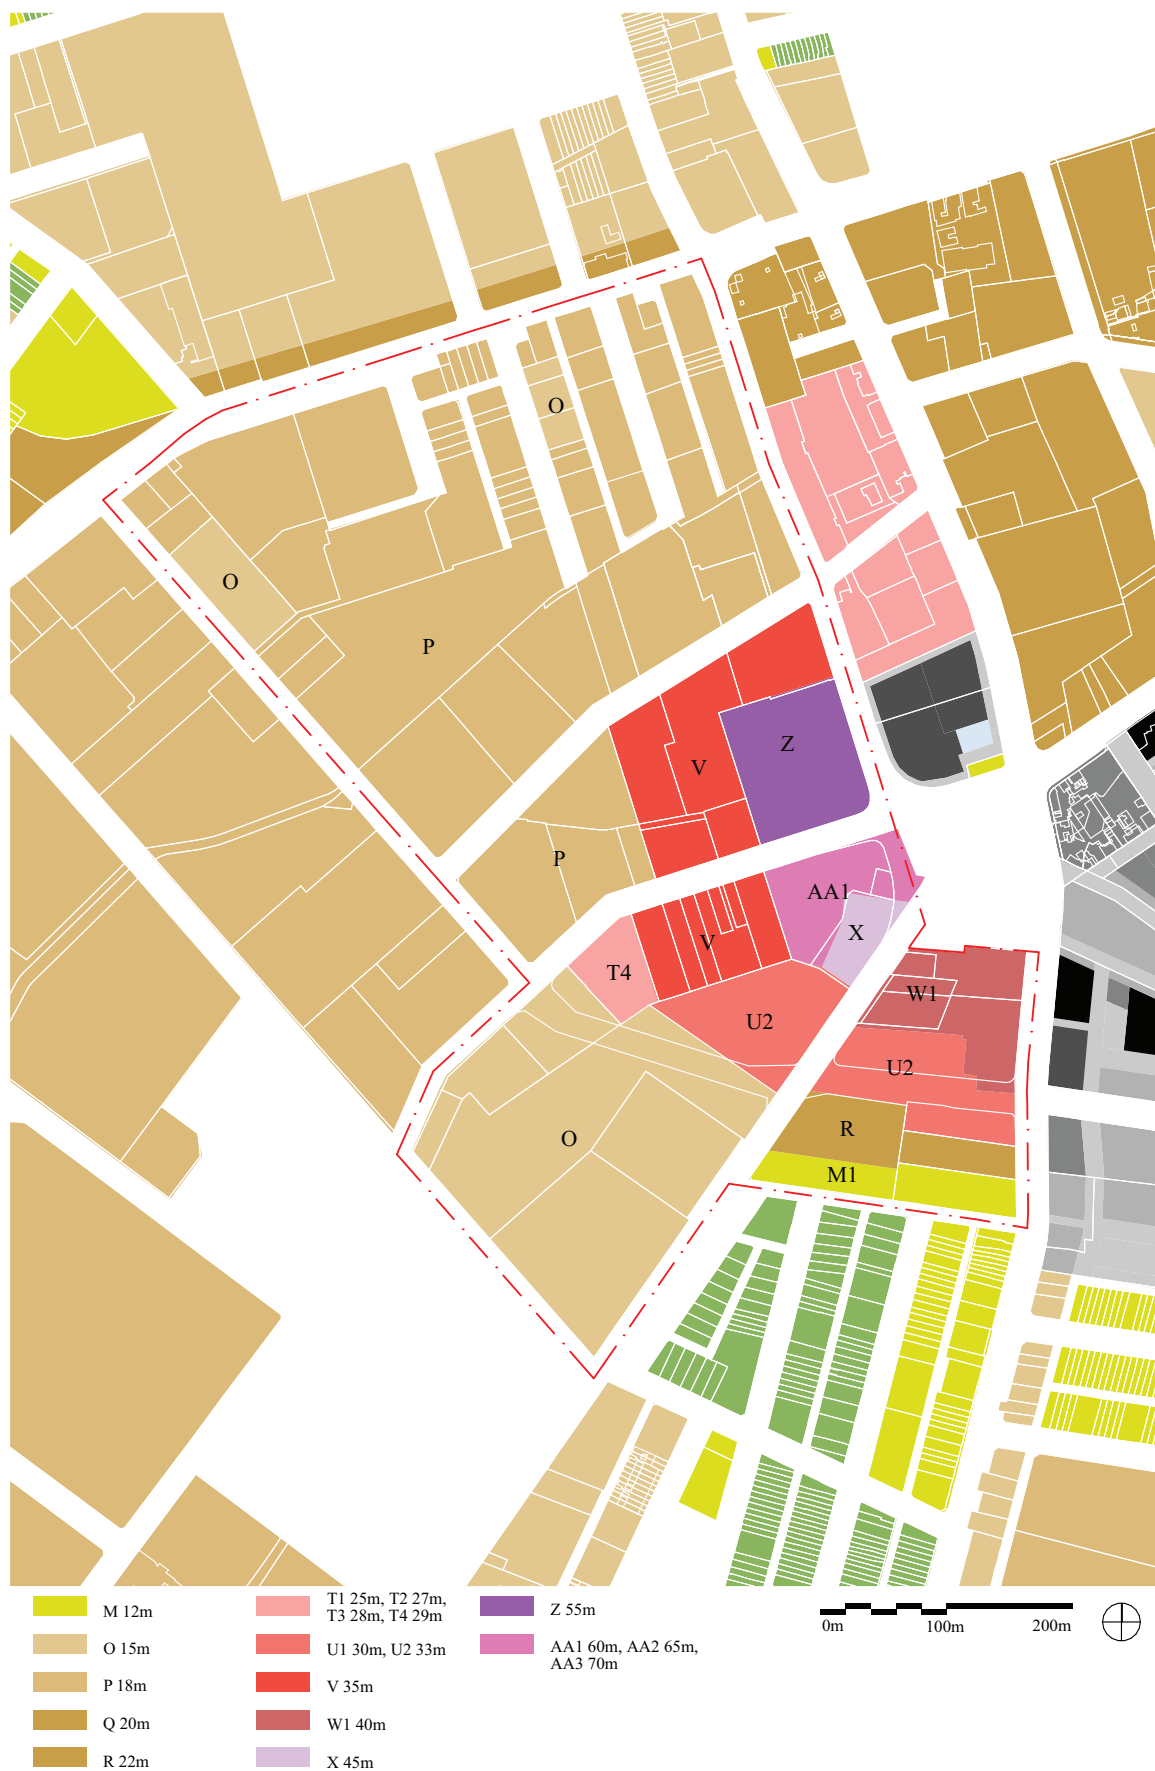 O
O
P
V
Z
P
AA1
X
V
T4
W1
U2
U2
R
O
M1
M 12m
O 15m
P 18m
Q 20m
R 22m
T1 25m, T2 27m,
T3 28m, T4 29m
U1 30m, U2 33m
V 35m
W1 40m
X 45m
Z 55m
AA1 60m, AA2 65m,
AA3 70m
0m 100m 200m